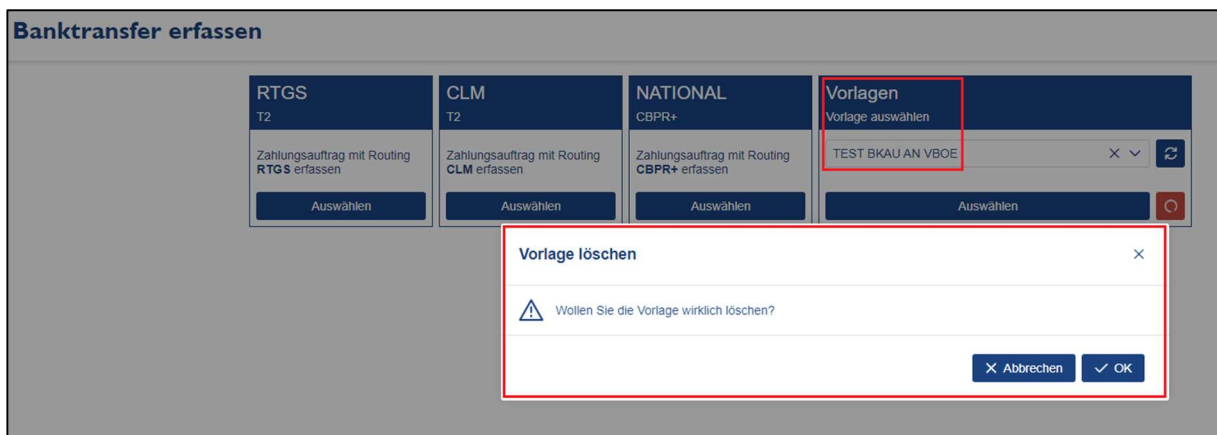 Banktransfer erfassen
RTGS
T2
Zahlungsauftrag mit Routing
RTGS erfassen
Auswählen
CLM
T2
Zahlungsauftrag mit Routing
CLM erfassen
Auswählen
NATIONAL
CBPR+
Zahlungsauftrag mit Routing
CBPR+ erfassen
Auswählen
Vorlagen
Vorlage auswählen
TEST BKAU AN VBOE
Auswählen
Vorlage löschen
Wollen Sie die Vorlage wirklich löschen?
Abbrechen
OK